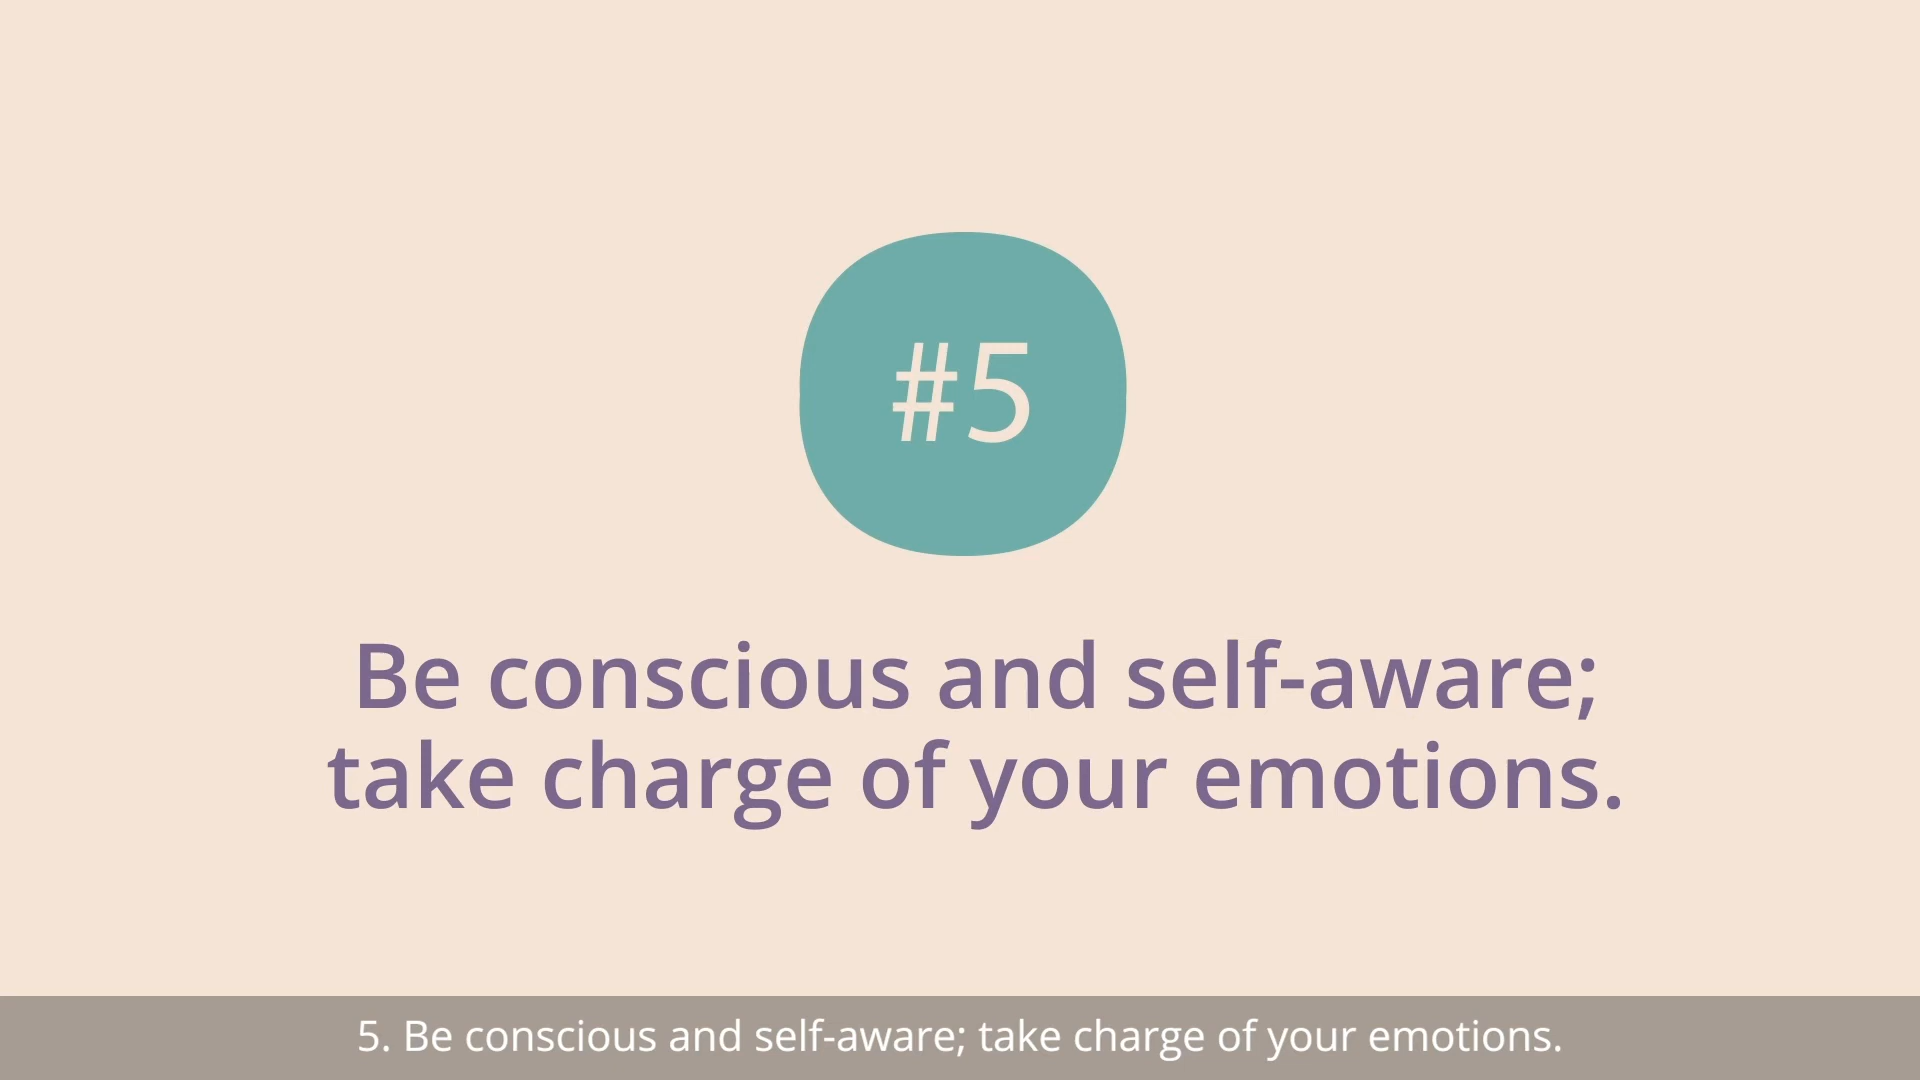 #5
Be conscious and self-aware;
take charge of your emotions.
5. Be conscious and self-aware; take charge of your emotions.